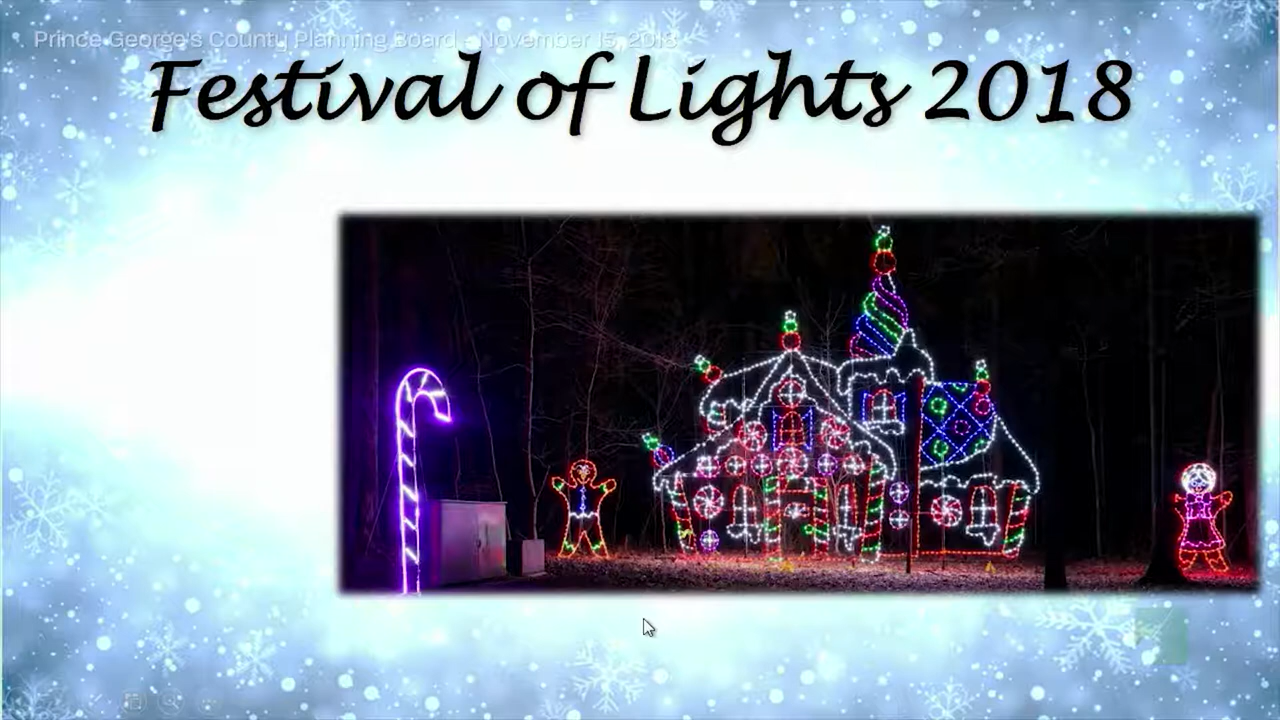 Prince George's County Planning Board - November 15, 2018
Festival of Lights 2018